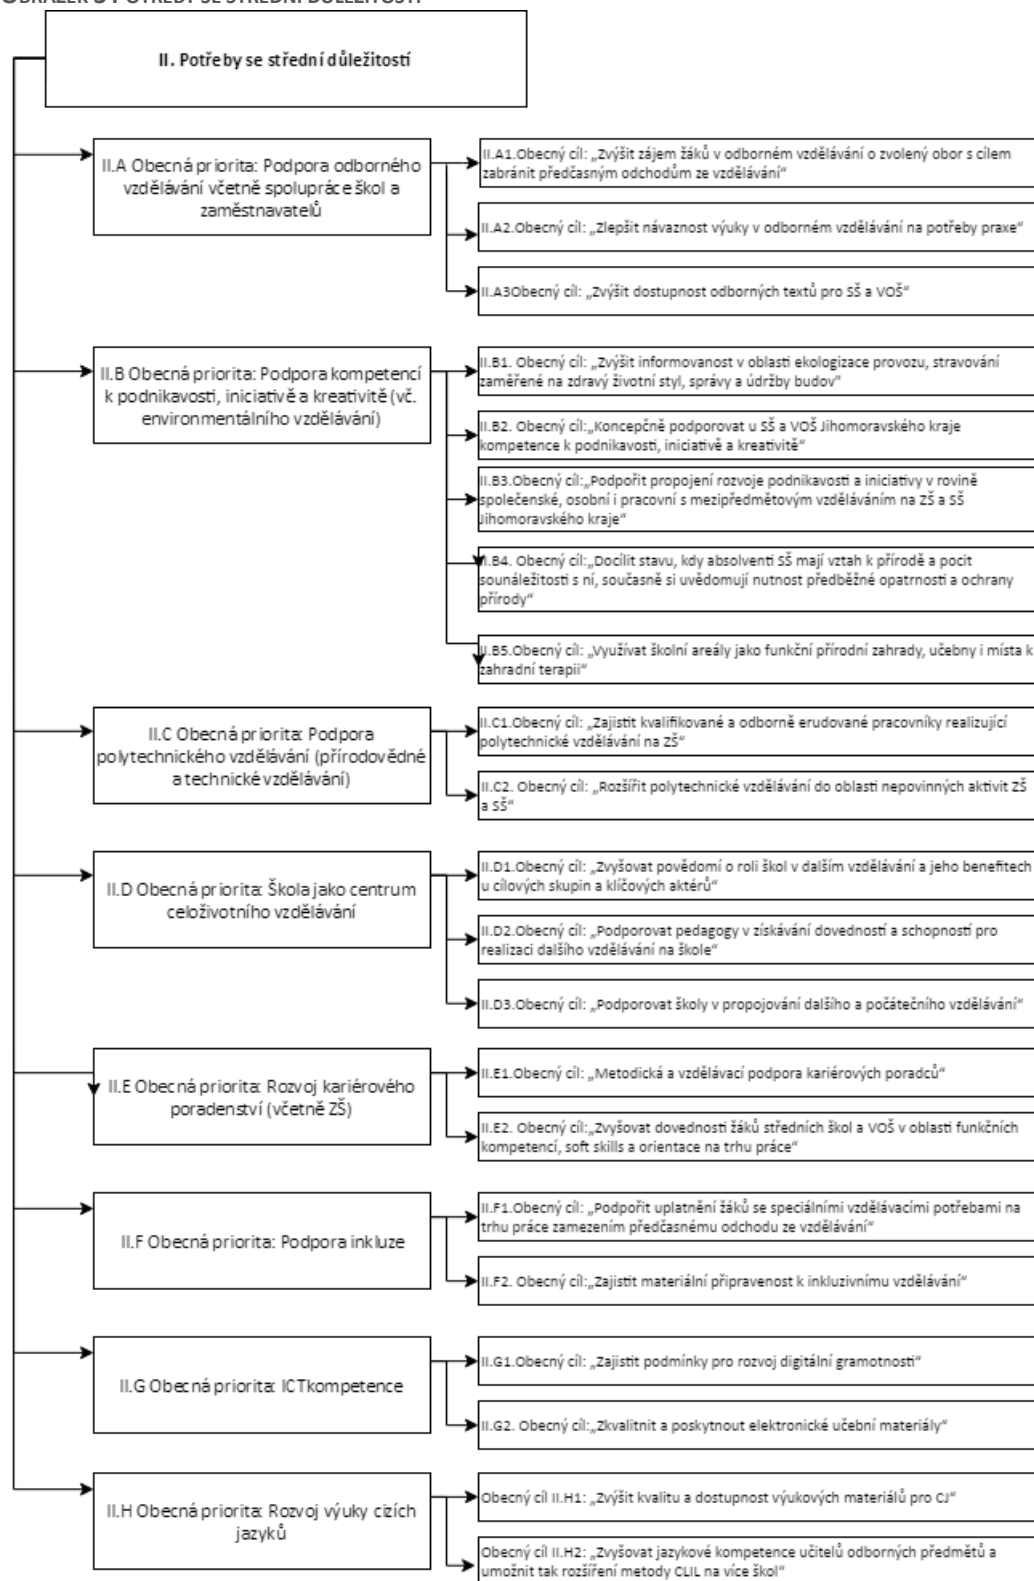 II. Potřeby se střední důležitostí
II.A Obecná priorita: Podpora odborného
vzdělávání včetně spolupráce škol a
zaměstnavatelů
II.A1.Obecný cíl: „Zvýšit zájem žáků v odborném vzdělávání o zvolený obor s cílem
zabránit předčasným odchodům ze vzdělávání“
II.A2.Obecný cíl: „Zlepšit návaznost výuky v odborném vzdělávání na potřeby praxe“
II.A3Obecný cíl: „Zvýšit dostupnost odborných textů pro SŠ a VOŠ“
II.B Obecná priorita: Podpora kompetencí
k podnikavosti, iniciativě a kreativitě (vč.
environmentálního vzdělávání)
II.B1. Obecný cíl: „Zvýšit informovanost v oblasti ekologizace provozu, stravování
zaměřené na zdravý životní styl, správy a údržby budov“
II.B2. Obecný cíl:„Koncepčně podporovat u SŠ a VOŠ Jihomoravského kraje
kompetence k podnikavosti, iniciativě a kreativitě“
II.B3.Obecný cíl:„Podpořit propojení rozvoje podnikavosti a iniciativy v rovině
společenské, osobní i pracovní s mezipředmětovým vzděláváním na ZŠ a SŠ
Jihomoravského kraje“
II.B4. Obecný cíl:„Docílit stavu, kdy absolventi SŠ mají vztah k přírodě a pocit
sounáležitosti s ní, současně si uvědomují nutnost předběžné opatrnosti a ochrany
přírody“
II.B5.Obecný cíl: „Využívat školní areály jako funkční přírodní zahrady, učebny i místa k
zahradní terapii“
II.C Obecná priorita: Podpora
polytechnického vzdělávání (přírodovědné
a technické vzdělávání)
II.C1.Obecný cíl: „Zajistit kvalifikované a odborně erudované pracovníky realizující
polytechnické vzdělávání na ZŠ“
II.C2. Obecný cíl: „Rozšířit polytechnické vzdělávání do oblasti nepovinných aktivit ZŠ
a SŠ“
II.D Obecná priorita: Škola jako centrum
celoživotního vzdělávání
II.D1.Obecný cíl: „Zvyšovat povědomí o roli škol v dalším vzdělávání a jeho benefitech
u cílových skupin a klíčových aktérů“
II.D2.Obecný cíl: „Podporovat pedagogy v získávání dovedností a schopností pro
realizaci dalšího vzdělávání na škole“
II.D3.Obecný cíl: „Podporovat školy v propojování dalšího a počátečního vzdělávání“
II.E Obecná priorita: Rozvoj kariérového
poradenství (včetně ZŠ)
II.E1.Obecný cíl: „Metodická a vzdělávací podpora kariérových poradců“
II.E2. Obecný cíl: „Zvyšovat dovednosti žáků středních škol a VOŠ v oblasti funkčních
kompetencí, soft skills a orientace na trhu práce“
II.F Obecná priorita: Podpora inkluze
II.F1.Obecný cíl: „Podpořit uplatnění žáků se speciálními vzdělávacími potřebami na
trhu práce zamezením předčasnému odchodu ze vzdělávání“
II.F2. Obecný cíl:„Zajistit materiální připravenost k inkluzivnímu vzdělávání“
II.G Obecná priorita: ICTkompetence
II.G1.Obecný cíl: „Zajistit podmínky pro rozvoj digitální gramotnosti“
II.G2. Obecný cíl:„Zkvalitnit a poskytnout elektronické učební materiály“
II.H Obecná priorita: Rozvoj výuky cizích
jazyků
Obecný cíl II.H1: „Zvýšit kvalitu a dostupnost výukových materiálů pro CJ“
Obecný cíl II.H2: „Zvyšovat jazykové kompetence učitelů odborných předmětů a
umožnit tak rozšíření metody CLIL na více škol“